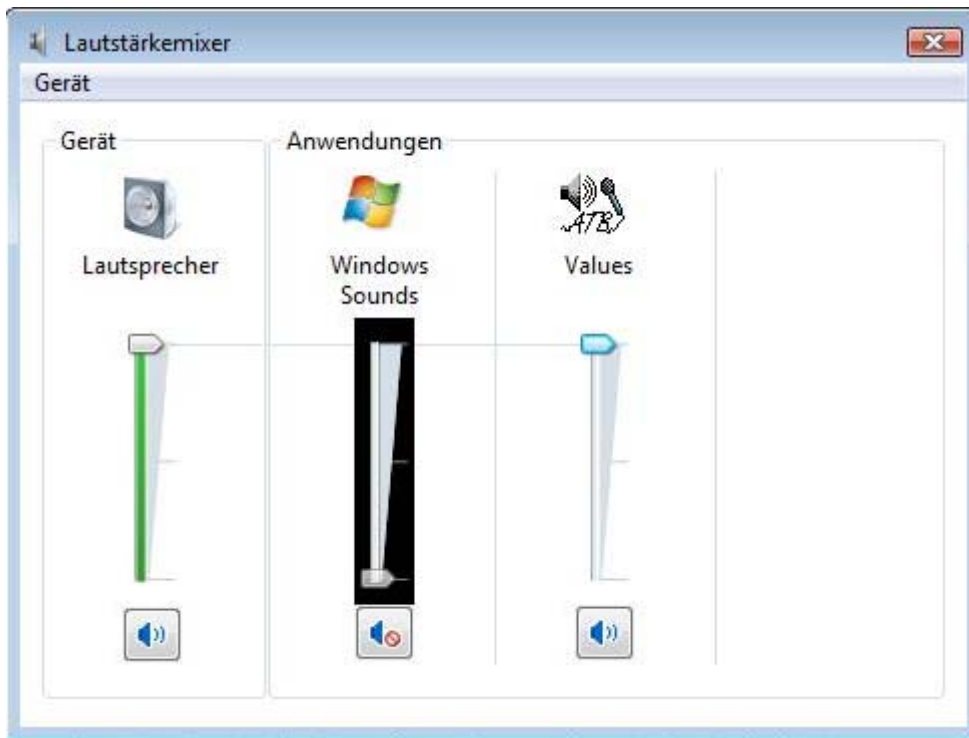 Lautstärkemixer
Gerät
Gerät
Anwendungen
Lautsprecher
Windows
Sounds
ATB
Values